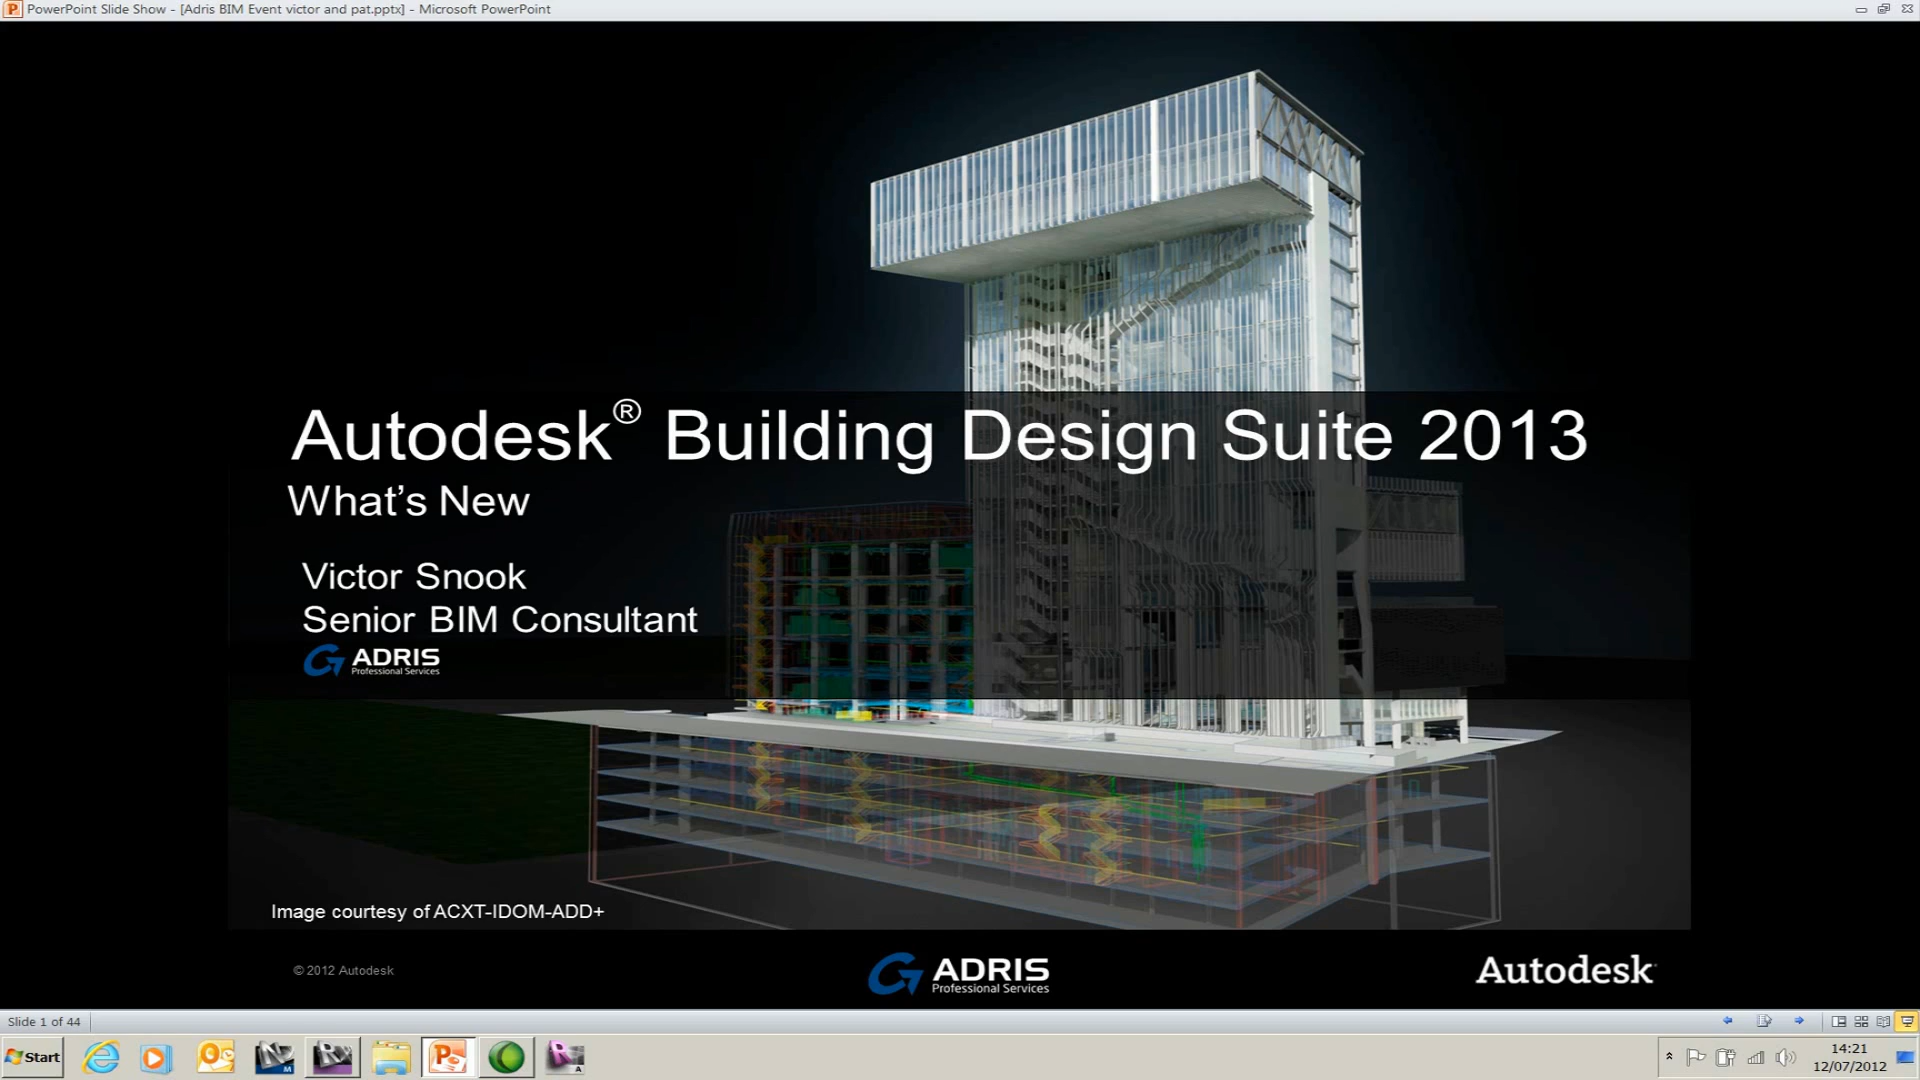 PowerPoint Slide Show - [Adris BIM Event victor and pat.pptx] - Microsoft PowerPoint
Autodesk® Building Design Suite 2013
What's New
Victor Snook
Senior BIM Consultant
ADRIS
Professional Services
Image courtesy of ACXT-IDOM-ADD+
© 2012 Autodesk
ADRIS
Professional Services
Autodesk
Slide 1 of 44
Start
14:21
12/07/2012